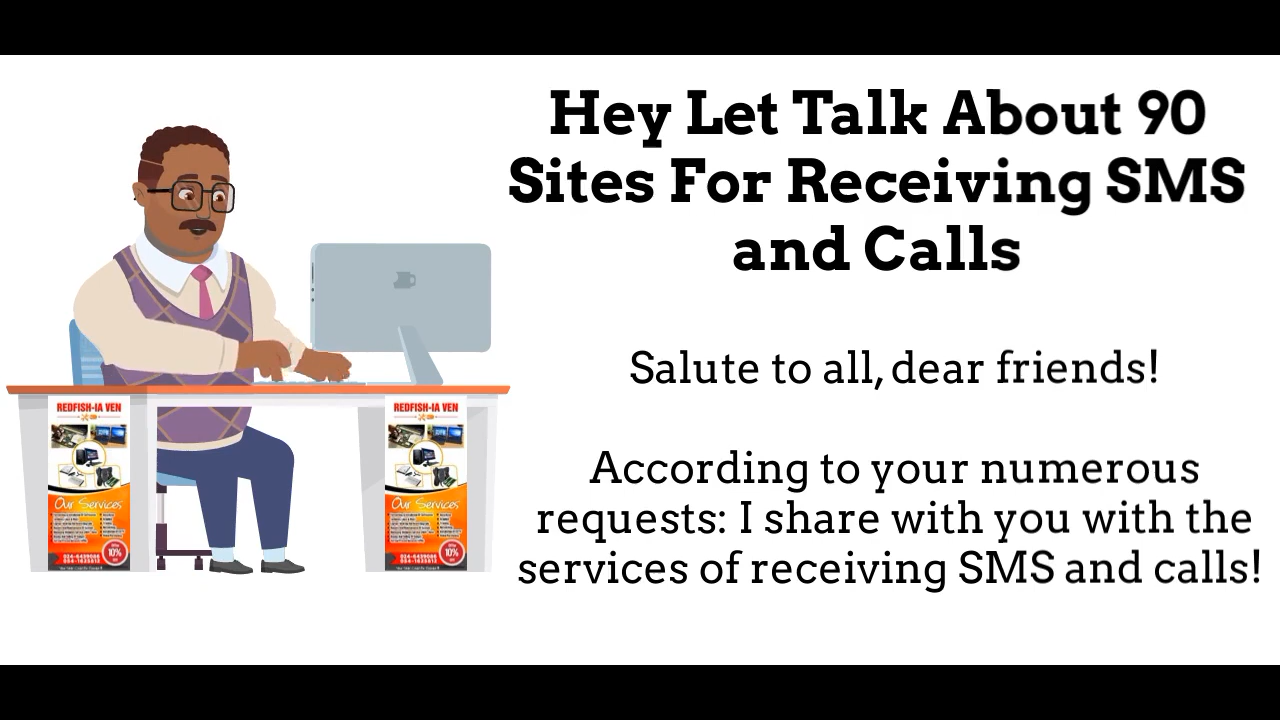 Hey Let Talk About 90
Sites For Receiving SMS
and Calls
Salute to all, dear friends!
According to your numerous
requests: I share with you with the
services of receiving SMS and calls!
REDFISH-IA VEN
Our Services
10%
REDFISH-IA VEN
Our Services
10%